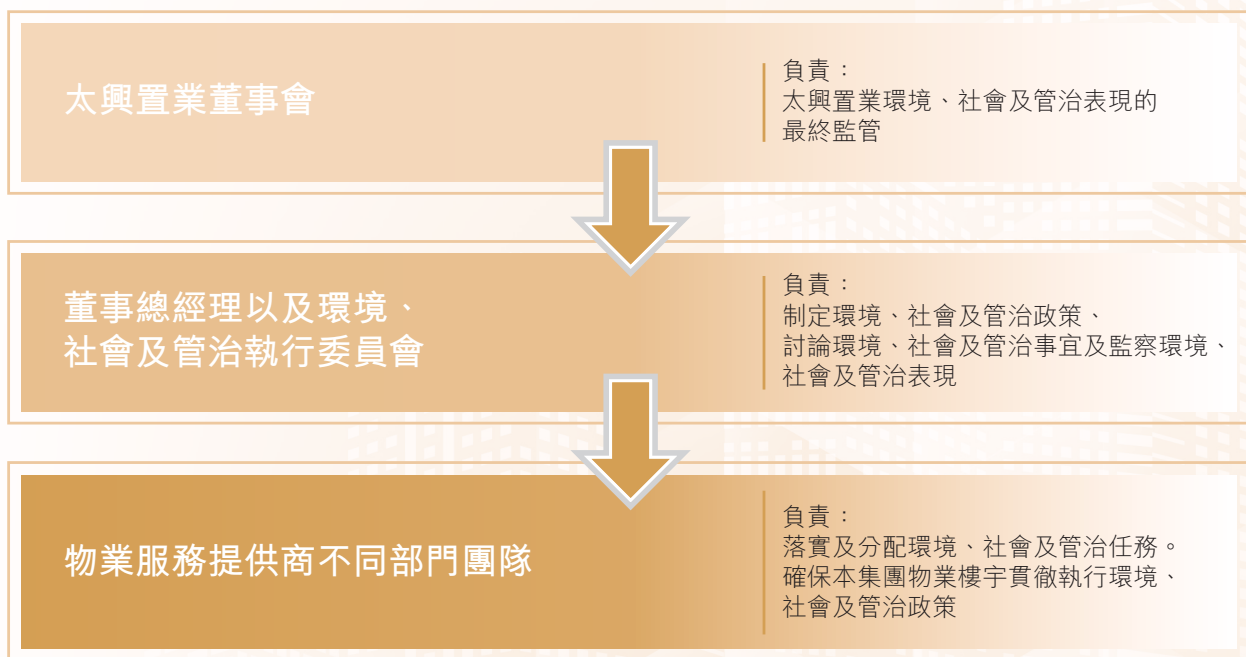 太興置業董事會
負責：
太興置業環境、社會及管治表現的
最終監管
董事總經理以及環境、
社會及管治執行委員會
負責：
制定環境、社會及管治政策、
討論環境、社會及管治事宜及監察環境、
社會及管治表現
物業服務提供商不同部門團隊
負責：
落實及分配環境、社會及管治任務。
確保本集團物業樓宇貫徹執行環境、
社會及管治政策